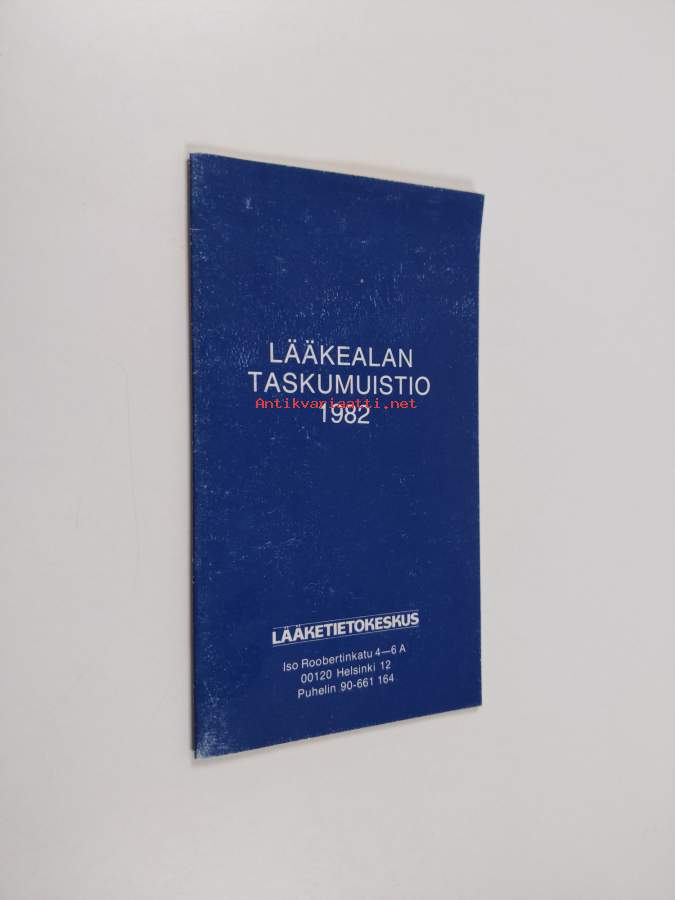 LÄÄKEALAN
TASKUMUISTIO
Antikvariaatti.net
1982
LÄÄKETIETOKESKUS
Iso Roobertinkatu 4—6 A
00120 Helsinki 12
Puhelin 90-661 164